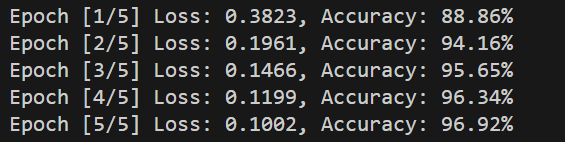 Epoch [1/5] Loss: 0.3823, Accuracy: 88.86%
Epoch [2/5] Loss: 0.1961, Accuracy: 94.16%
Epoch [3/5] Loss: 0.1466, Accuracy: 95.65%
Epoch [4/5] Loss: 0.1199, Accuracy: 96.34%
Epoch [5/5] Loss: 0.1002, Accuracy: 96.92%